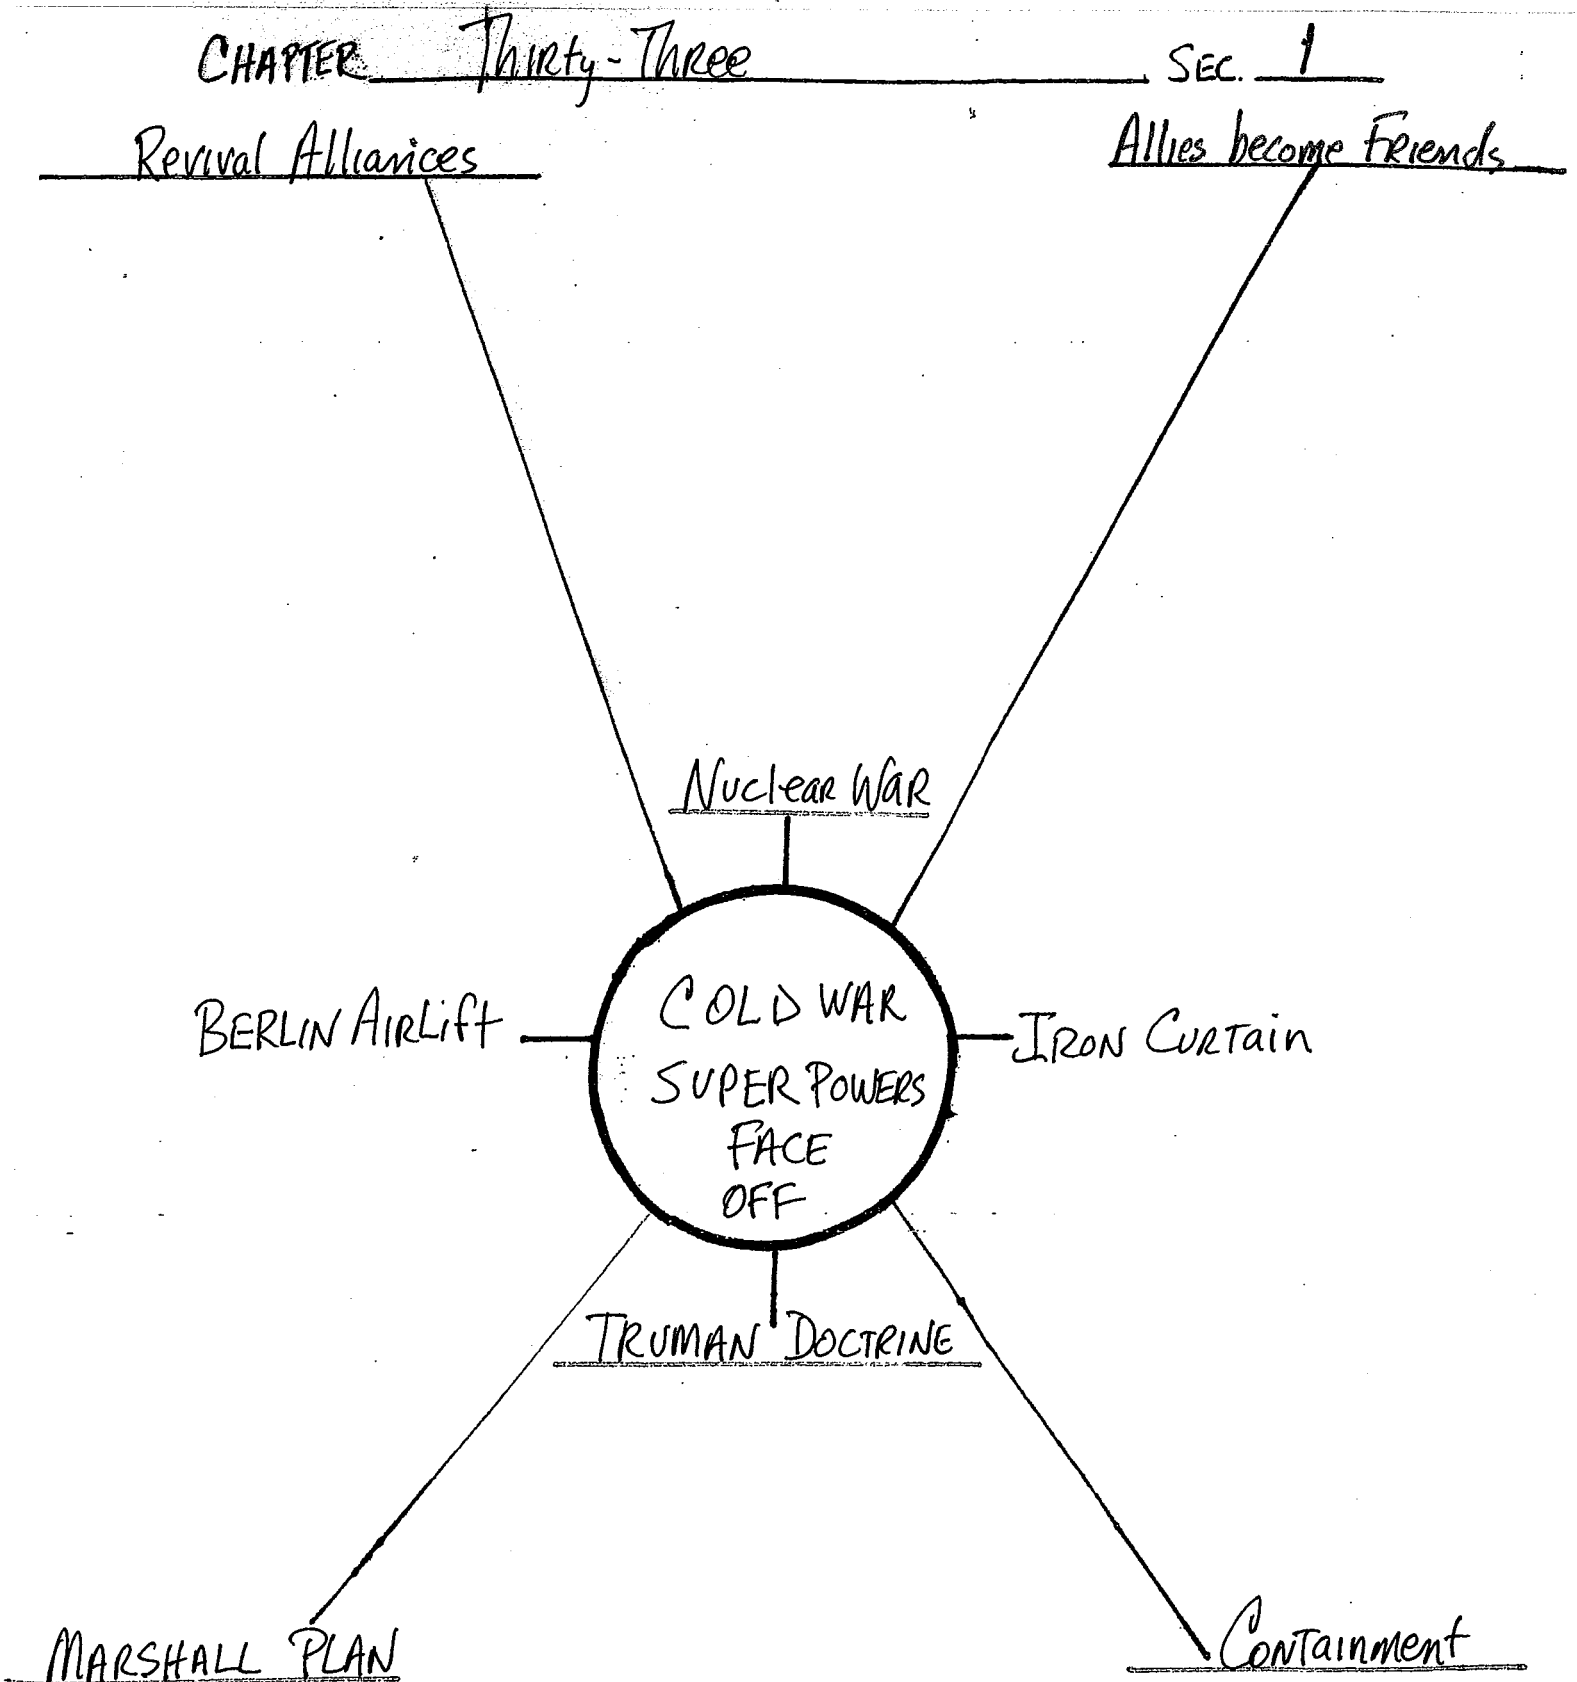 CHAPTER Thirty-Three SEC. 1
Revival Alliances
Allies become Friends
Nuclear War
BERLIN AIRLift
COLD WAR
SUPER POWERS
FACE
OFF
IRON CURTain
TRUMAN DOCTRINE
MARSHALL PLAN
Containment